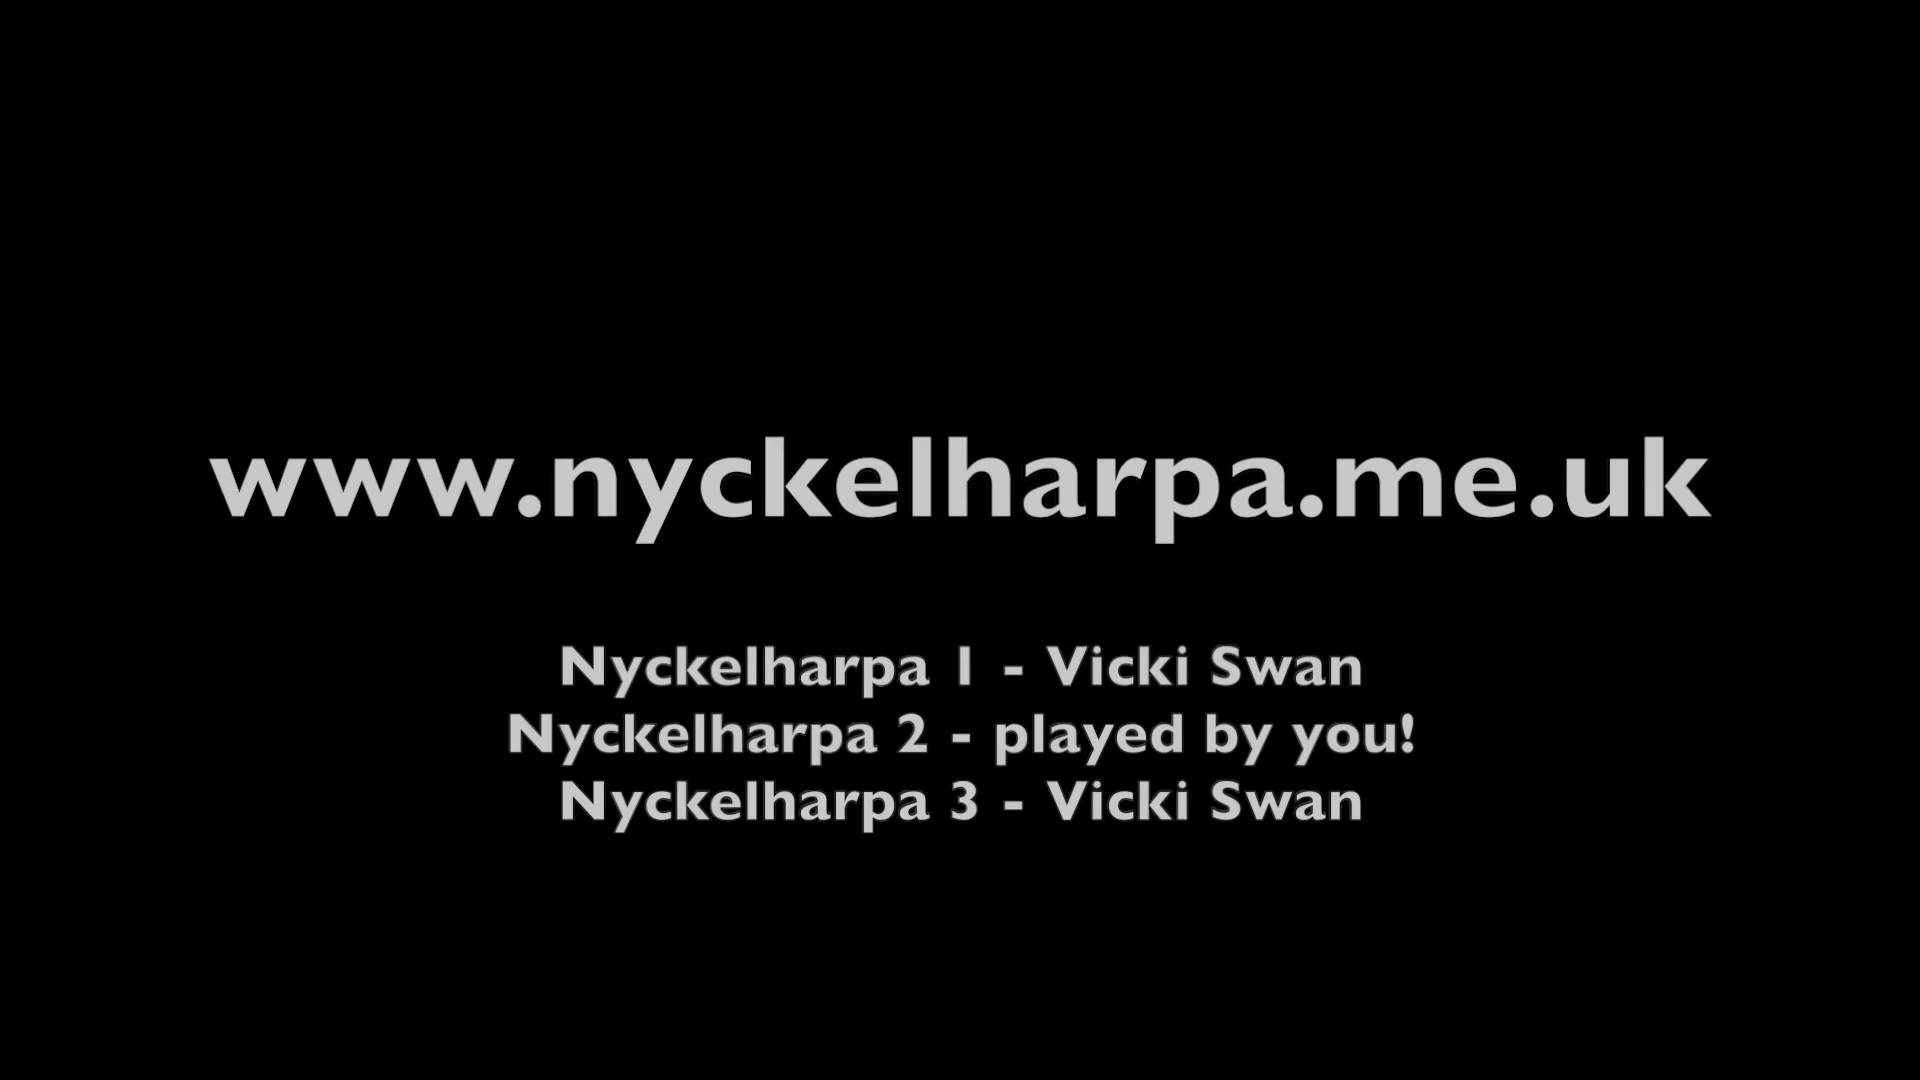 www.nyckelharpa.me.uk
Nyckelharpa 1 - Vicki Swan
Nyckelharpa 2 - played by you!
Nyckelharpa 3 - Vicki Swan